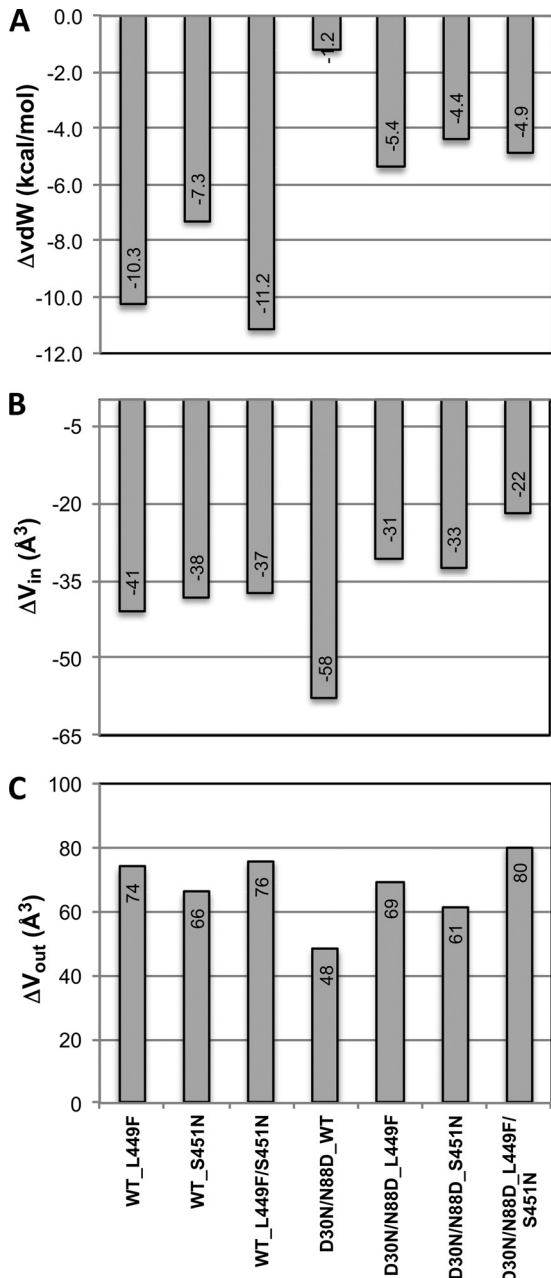 A
ΔvdW (kcal/mol)
0.0
-2.0
-4.0
-6.0
-8.0
-10.0
-12.0
-10.3
-7.3
-11.2
-1.2
-5.4
-4.4
-4.9
B
ΔVin (Å3)
-5
-20
-35
-50
-65
-41
-38
-37
-58
-31
-33
-22
C
ΔVout (Å3)
100
80
60
40
20
0
74
66
76
48
69
61
80
WT_L449F
WT_S451N
WT_L449F/S451N
D30N/N88D_WT
D30N/N88D_L449F
D30N/N88D_S451N
D30N/N88D_L449F/
S451N